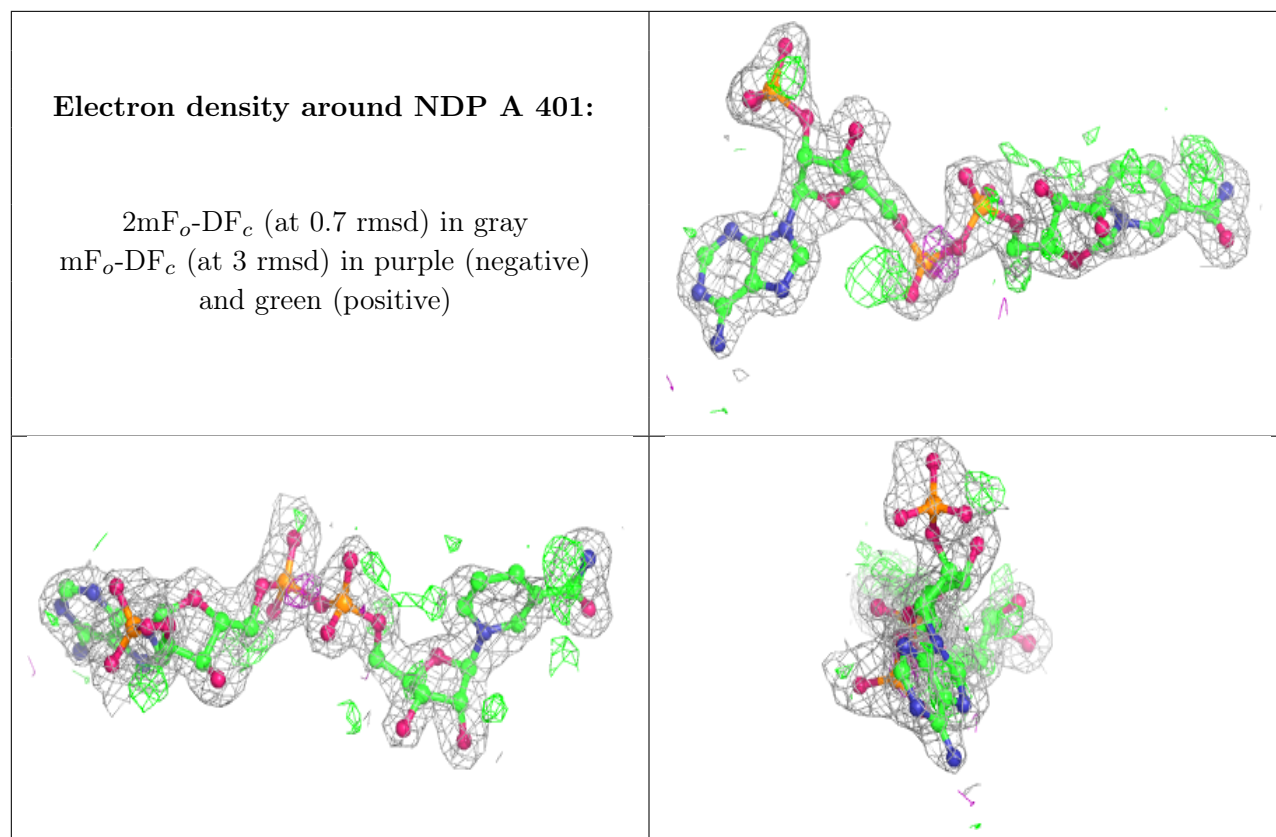 Electron density around NDP A 401:
2mFo-DFc (at 0.7 rmsd) in gray
mFo-DFc (at 3 rmsd) in purple (negative)
and green (positive)